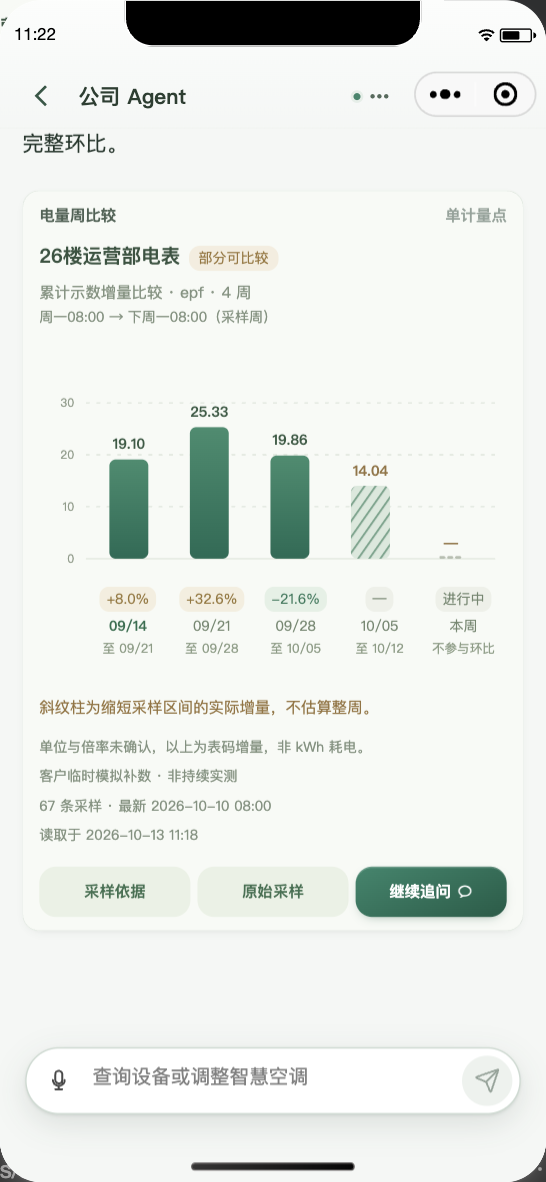 11:22
公司 Agent
完整环比。
电量周比较 单计量点
26楼运营部电表 部分可比较
累计示数增量比较 · epf · 4 周
周一08:00 → 下周一08:00（采样周）
30
25.33
20
19.10
19.86
14.04
10
0
—
+8.0% +32.6% −21.6% — 进行中
09/14 09/21 09/28 10/05 本周
至 09/21 至 09/28 至 10/05 至 10/12 不参与环比
斜纹柱为缩短采样区间的实际增量，不估算整周。
单位与倍率未确认，以上为表码增量，非 kWh 耗电。
客户临时模拟补数 · 非持续实测
67 条采样 · 最新 2026-10-10 08:00
读取于 2026-10-13 11:18
采样依据 原始采样 继续追问
查询设备或调整智慧空调